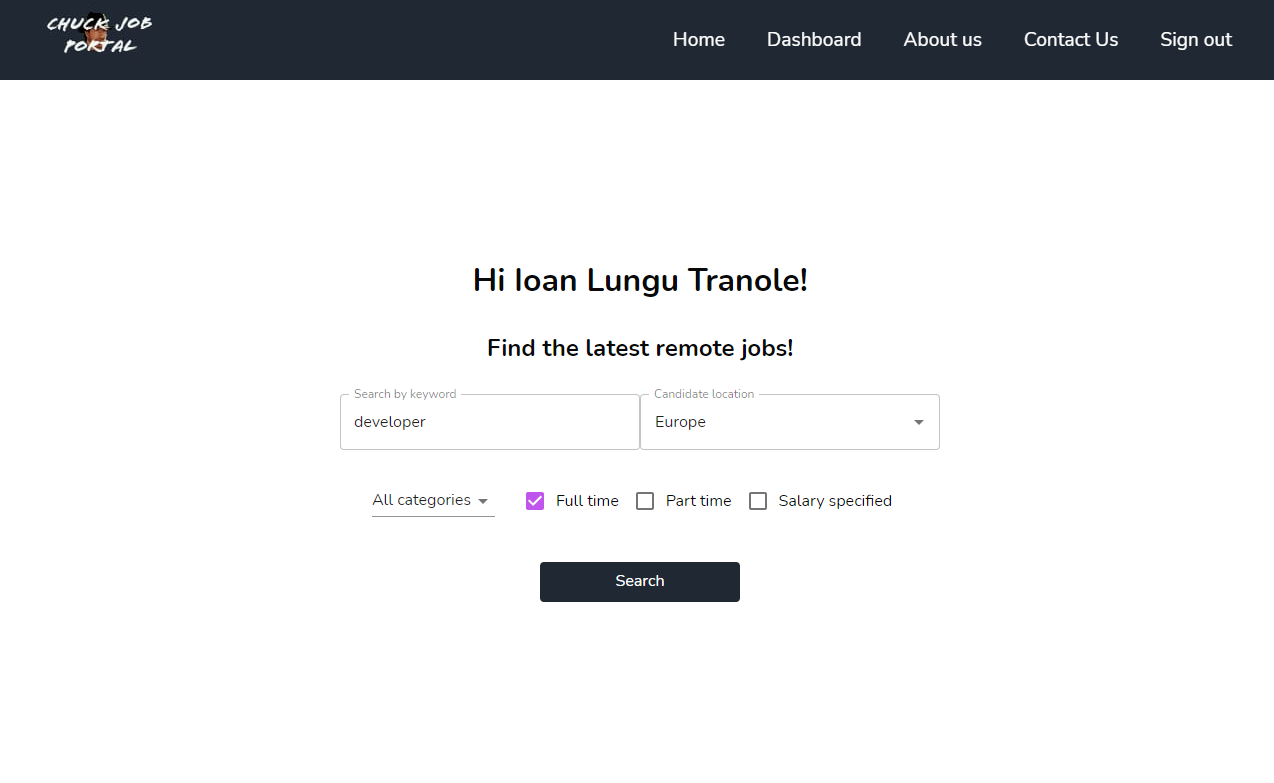 CHUCK JOB
PORTAL
Home Dashboard About us Contact Us Sign out
Hi Ioan Lungu Tranole!
Find the latest remote jobs!
Search by keyword Candidate location
developer Europe
All categories Full time Part time Salary specified
Search